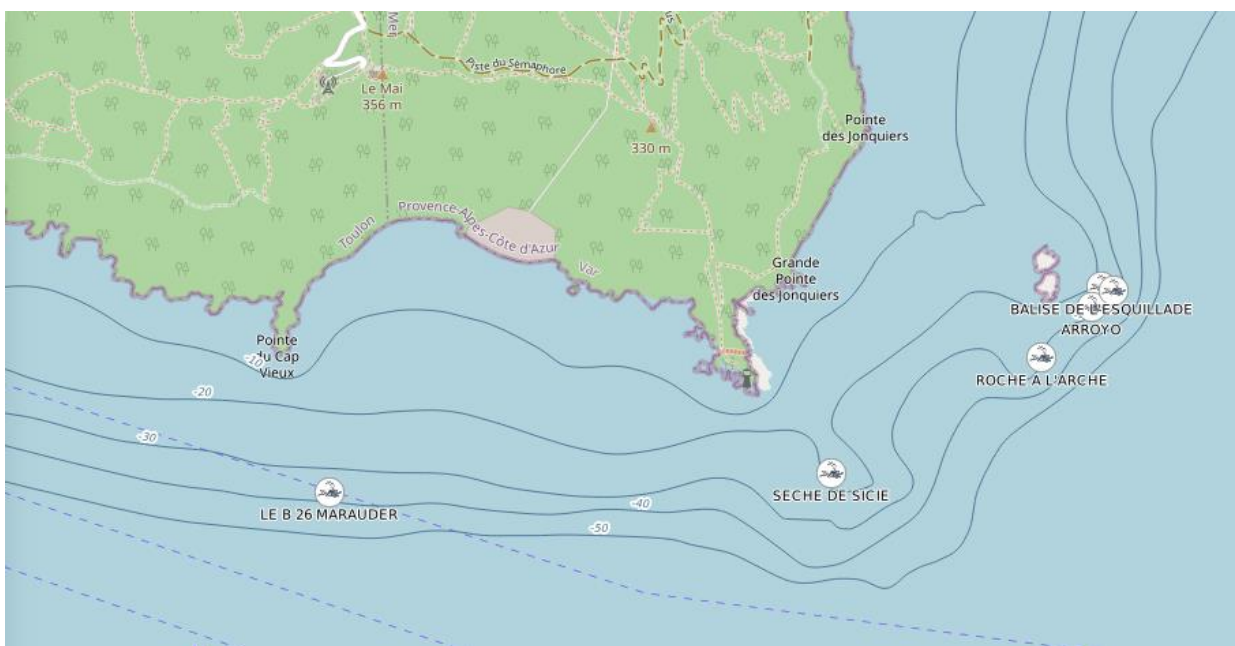 Mer
Piste du Sémaphore
Le Mai
356 m
330 m
Pointe
des Jonquiers
Provence-Alpes-Côte d'Azur
Toulon
Var
Grande
Pointe
des Jonquiers
BALISE DE L'ESQUILLADE
ARROYO
Pointe
du Cap
Vieux
-10
ROCHE A L'ARCHE
-20
-30
SECHE DE SICIE
LE B 26 MARAUDER
-40
-50